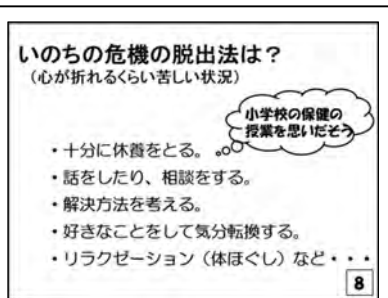 いのちの危機の脱出法は？
（心が折れるくらい苦しい状況）
小学校の保健の
授業を思いだそう
・十分に休養をとる。
・話をしたり、相談をする。
・解決方法を考える。
・好きなことをして気分転換する。
・リラクゼーション（体ほぐし）など・・・
8